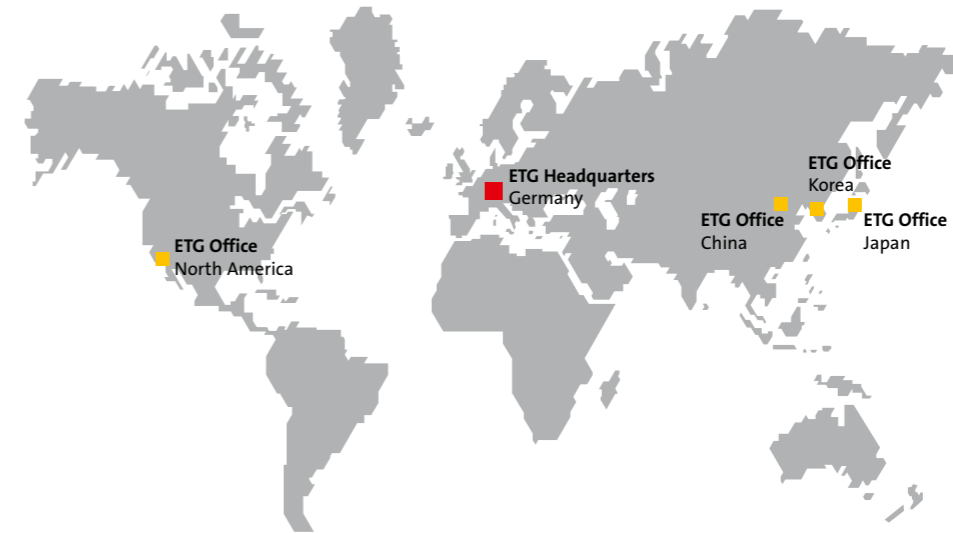 ETG Headquarters
Germany
ETG Office
North America
ETG Office
China
ETG Office
Korea
ETG Office
Japan